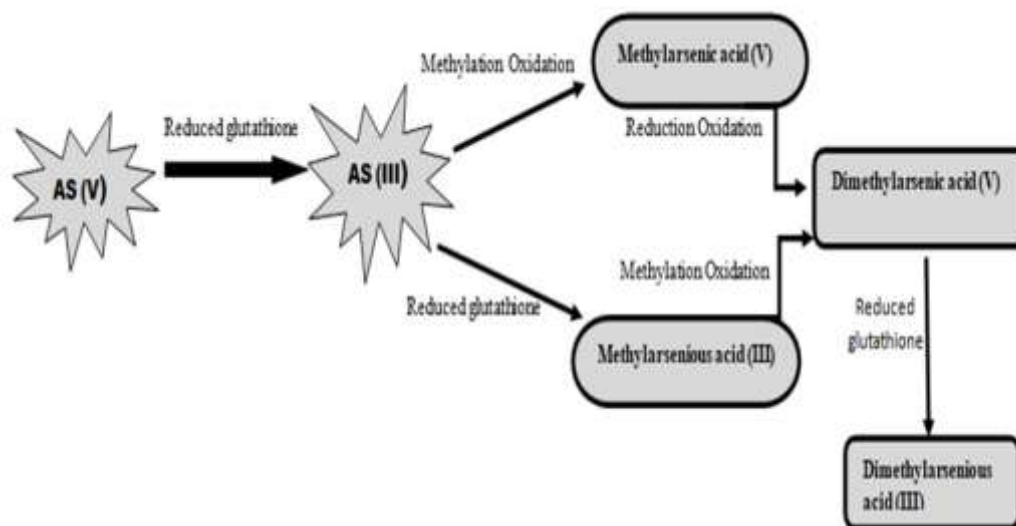 AS (V)
Reduced glutathione
AS (III)
Methylation Oxidation
Methylarsenic acid (V)
Reduction Oxidation
Dimethylarsenic acid (V)
Methylation Oxidation
Reduced glutathione
Methylarsenious acid (III)
Reduced
glutathione
Dimethylarsenious
acid (III)